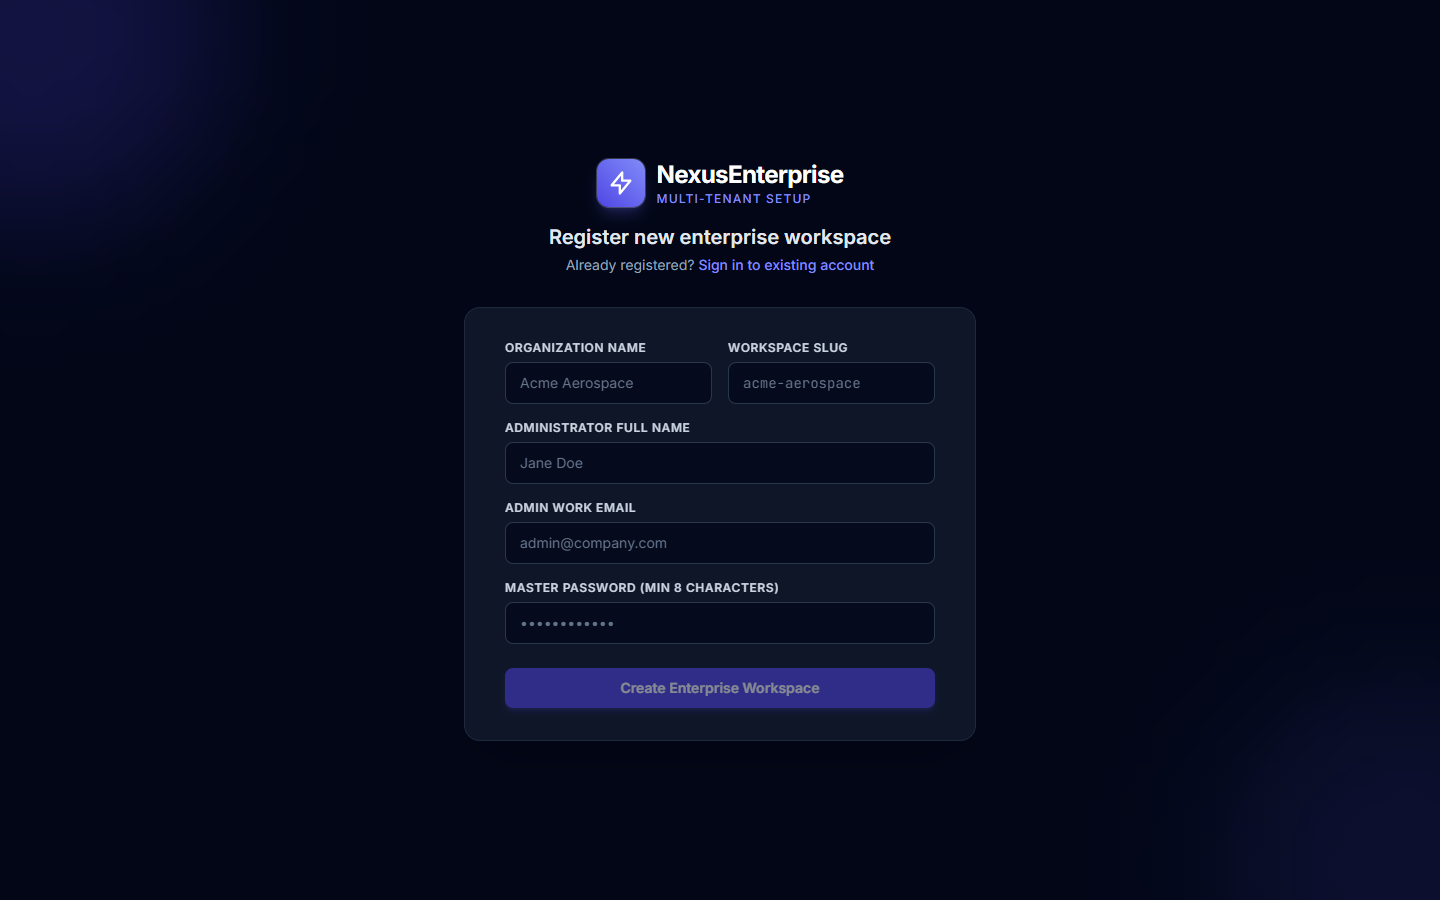 NexusEnterprise
MULTI-TENANT SETUP
Register new enterprise workspace
Already registered? Sign in to existing account
ORGANIZATION NAME
Acme Aerospace
WORKSPACE SLUG
acme-aerospace
ADMINISTRATOR FULL NAME
Jane Doe
ADMIN WORK EMAIL
admin@company.com
MASTER PASSWORD (MIN 8 CHARACTERS)
••••••••••••
Create Enterprise Workspace